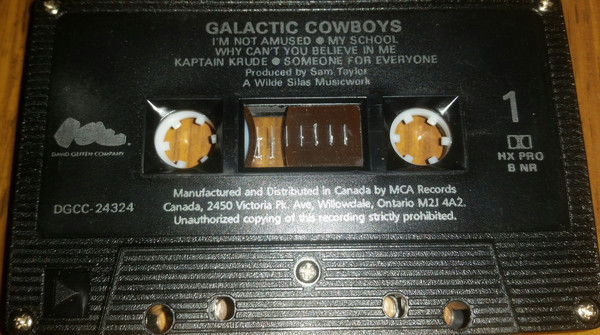 GALACTIC COWBOYS
I'M NOT AMUSED ● MY SCHOOL
WHY CAN'T YOU BELIEVE IN ME
KAPTAIN KRUDE ● SOMEONE FOR EVERYONE
Produced by Sam Taylor
A Wilde Silas Musicwork
1
DAVID GEFFEN COMPANY
HX PRO
B NR
Manufactured and Distributed in Canada by MCA Records
Canada, 2450 Victoria Pk. Ave, Willowdale, Ontario M2J 4A2.
Unauthorized copying of this recording strictly prohibited.
DGCC-24324